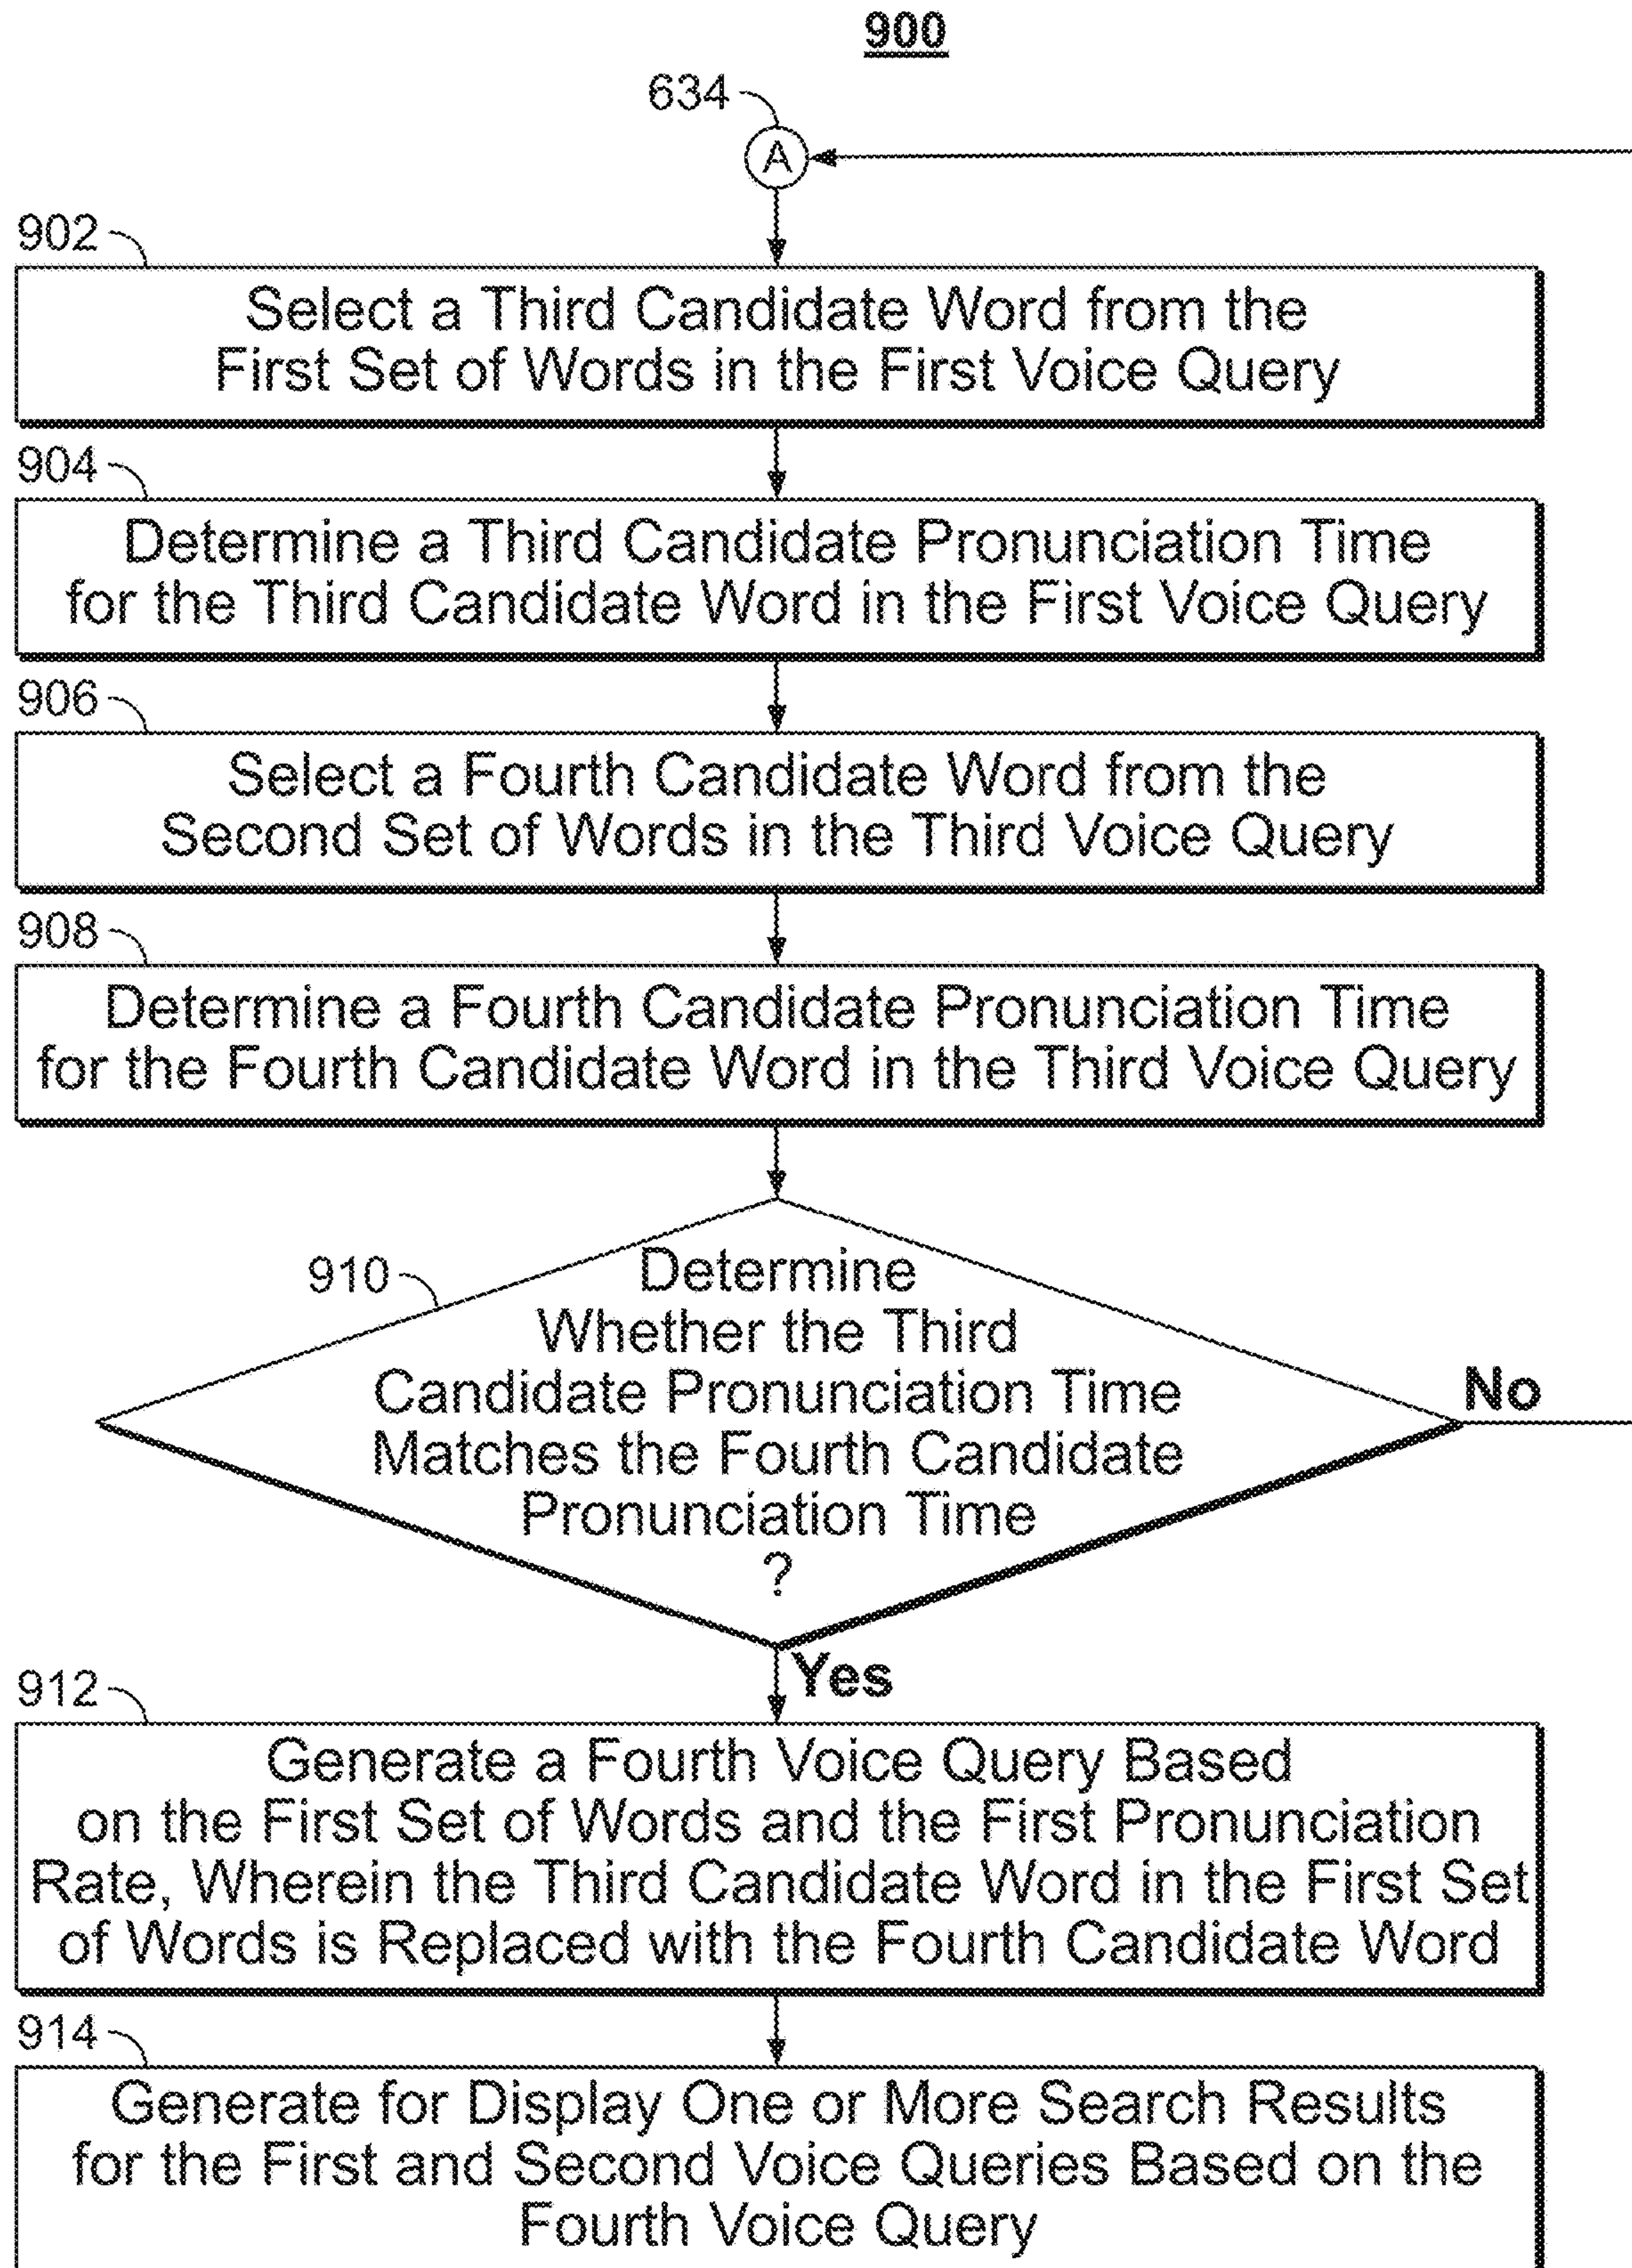 900
634
A
902
Select a Third Candidate Word from the
First Set of Words in the First Voice Query
904
Determine a Third Candidate Pronunciation Time
for the Third Candidate Word in the First Voice Query
906
Select a Fourth Candidate Word from the
Second Set of Words in the Third Voice Query
908
Determine a Fourth Candidate Pronunciation Time
for the Fourth Candidate Word in the Third Voice Query
910
Determine
Whether the Third
Candidate Pronunciation Time
Matches the Fourth Candidate
Pronunciation Time
?
No
Yes
912
Generate a Fourth Voice Query Based
on the First Set of Words and the First Pronunciation
Rate, Wherein the Third Candidate Word in the First Set
of Words is Replaced with the Fourth Candidate Word
914
Generate for Display One or More Search Results
for the First and Second Voice Queries Based on the
Fourth Voice Query